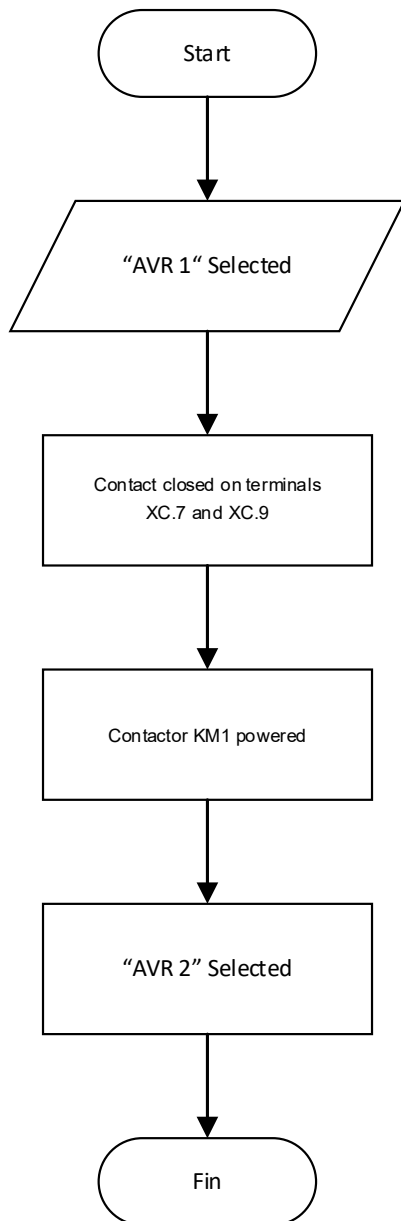 Start
“AVR 1“ Selected
Contact closed on terminals
XC.7 and XC.9
Contactor KM1 powered
“AVR 2” Selected
Fin